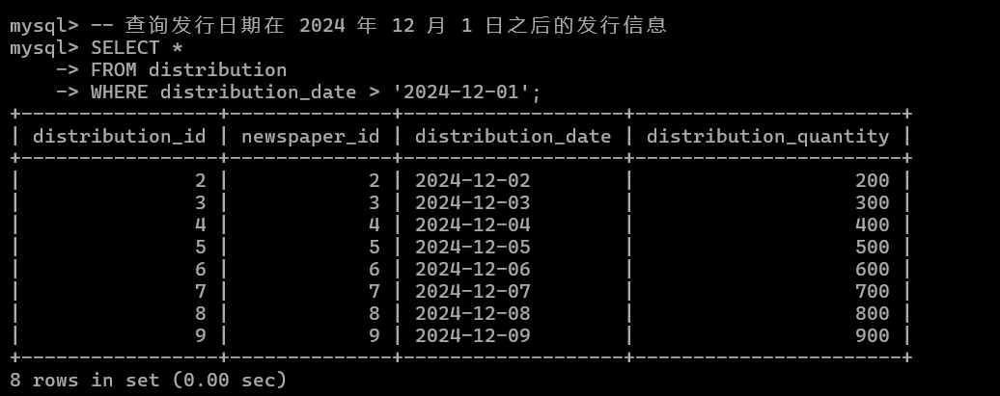 mysql> -- 查询发行日期在 2024 年 12 月 1 日之后的发行信息
mysql> SELECT *
    -> FROM distribution
    -> WHERE distribution_date > '2024-12-01';
+-----------------+--------------+-------------------+-----------------------+
| distribution_id | newspaper_id | distribution_date | distribution_quantity |
+-----------------+--------------+-------------------+-----------------------+
|               2 |            2 | 2024-12-02        |                   200 |
|               3 |            3 | 2024-12-03        |                   300 |
|               4 |            4 | 2024-12-04        |                   400 |
|               5 |            5 | 2024-12-05        |                   500 |
|               6 |            6 | 2024-12-06        |                   600 |
|               7 |            7 | 2024-12-07        |                   700 |
|               8 |            8 | 2024-12-08        |                   800 |
|               9 |            9 | 2024-12-09        |                   900 |
+-----------------+--------------+-------------------+-----------------------+
8 rows in set (0.00 sec)